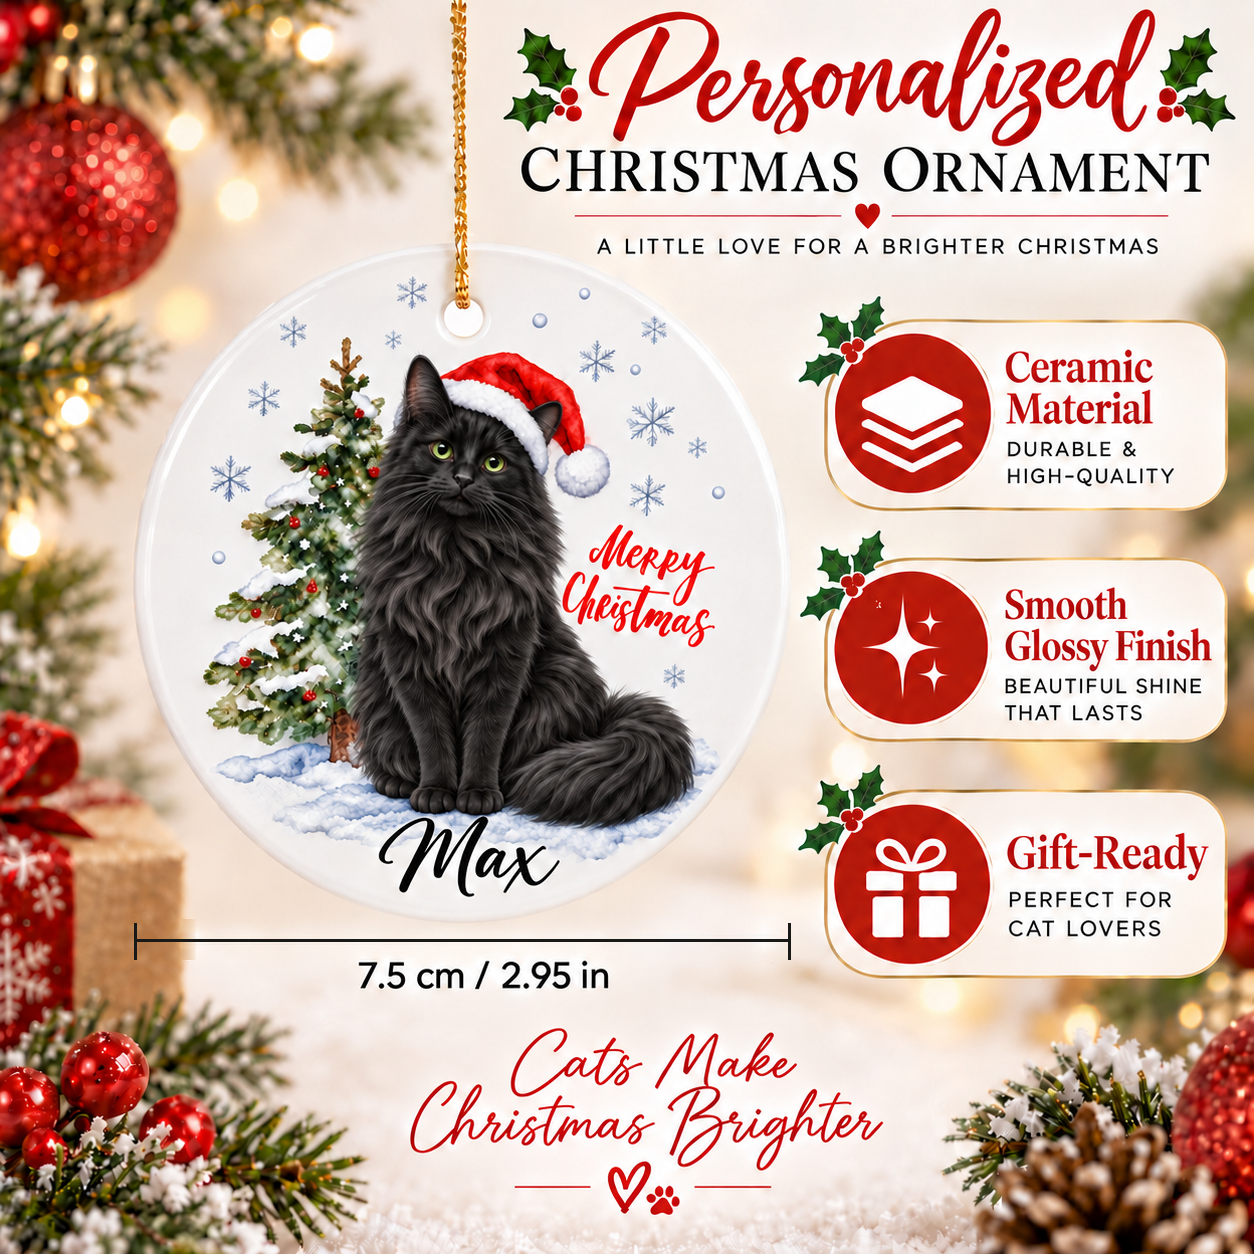 Personalized
CHRISTMAS ORNAMENT
A LITTLE LOVE FOR A BRIGHTER CHRISTMAS
Merry
Christmas
Max
7.5 cm / 2.95 in
Ceramic
Material
DURABLE &
HIGH-QUALITY
Smooth
Glossy Finish
BEAUTIFUL SHINE
THAT LASTS
Gift-Ready
PERFECT FOR
CAT LOVERS
Cats Make
Christmas Brighter